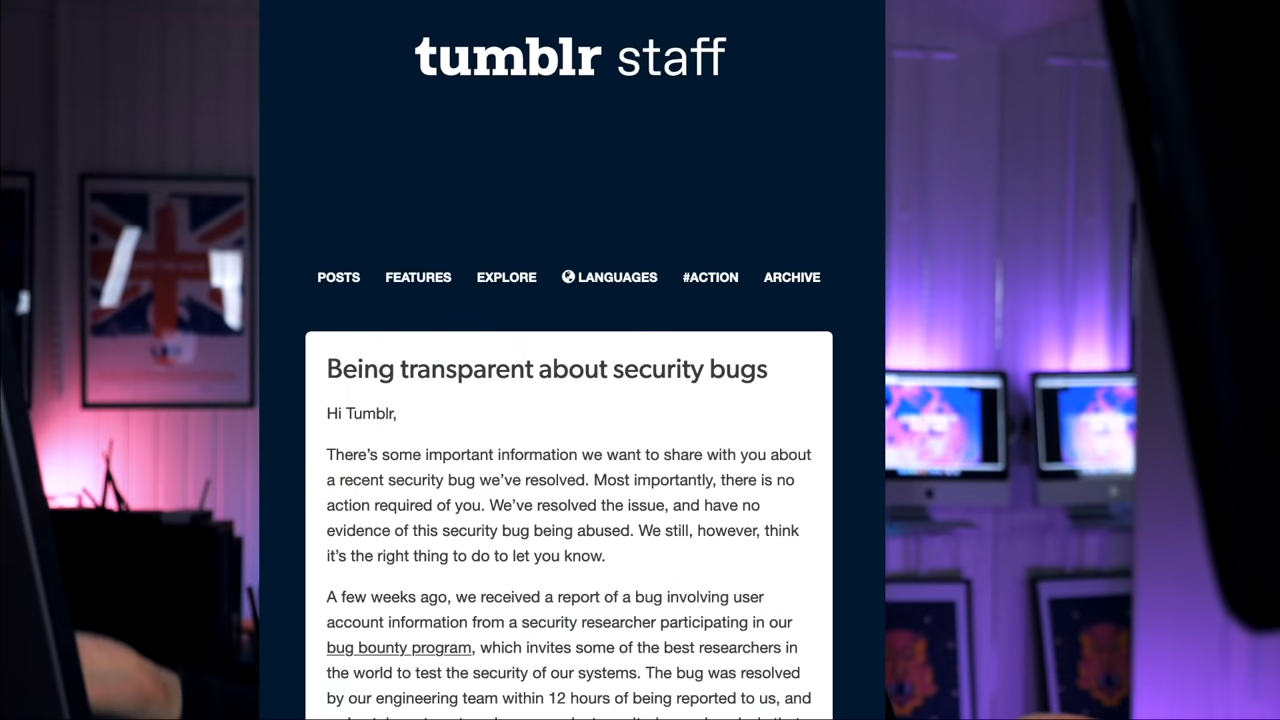 tumblr staff
POSTS FEATURES EXPLORE LANGUAGES #ACTION ARCHIVE
Being transparent about security bugs
Hi Tumblr,
There’s some important information we want to share with you about
a recent security bug we’ve resolved. Most importantly, there is no
action required of you. We’ve resolved the issue, and have no
evidence of this security bug being abused. We still, however, think
it’s the right thing to do to let you know.
A few weeks ago, we received a report of a bug involving user
account information from a security researcher participating in our
bug bounty program, which invites some of the best researchers in
the world to test the security of our systems. The bug was resolved
by our engineering team within 12 hours of being reported to us, and